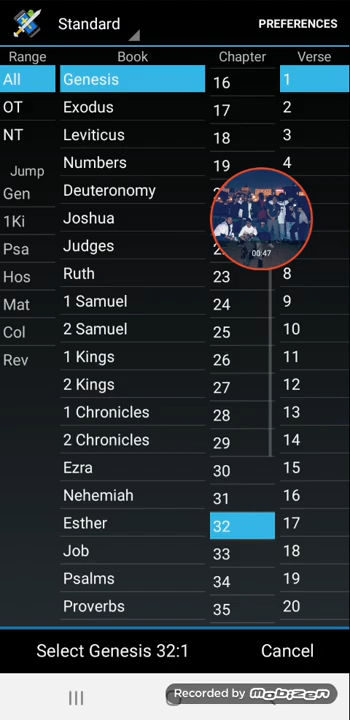 Standard
PREFERENCES
Range
Book
Chapter
Verse
All
OT
NT
Jump
Gen
1Ki
Psa
Hos
Mat
Col
Rev
Genesis
Exodus
Leviticus
Numbers
Deuteronomy
Joshua
Judges
Ruth
1 Samuel
2 Samuel
1 Kings
2 Kings
1 Chronicles
2 Chronicles
Ezra
Nehemiah
Esther
Job
Psalms
Proverbs
16
17
18
19
23
24
25
26
27
28
29
30
31
32
33
34
35
1
2
3
4
8
9
10
11
12
13
14
15
16
17
18
19
20
00:47
Select Genesis 32:1
Cancel
Recorded by Mobizen